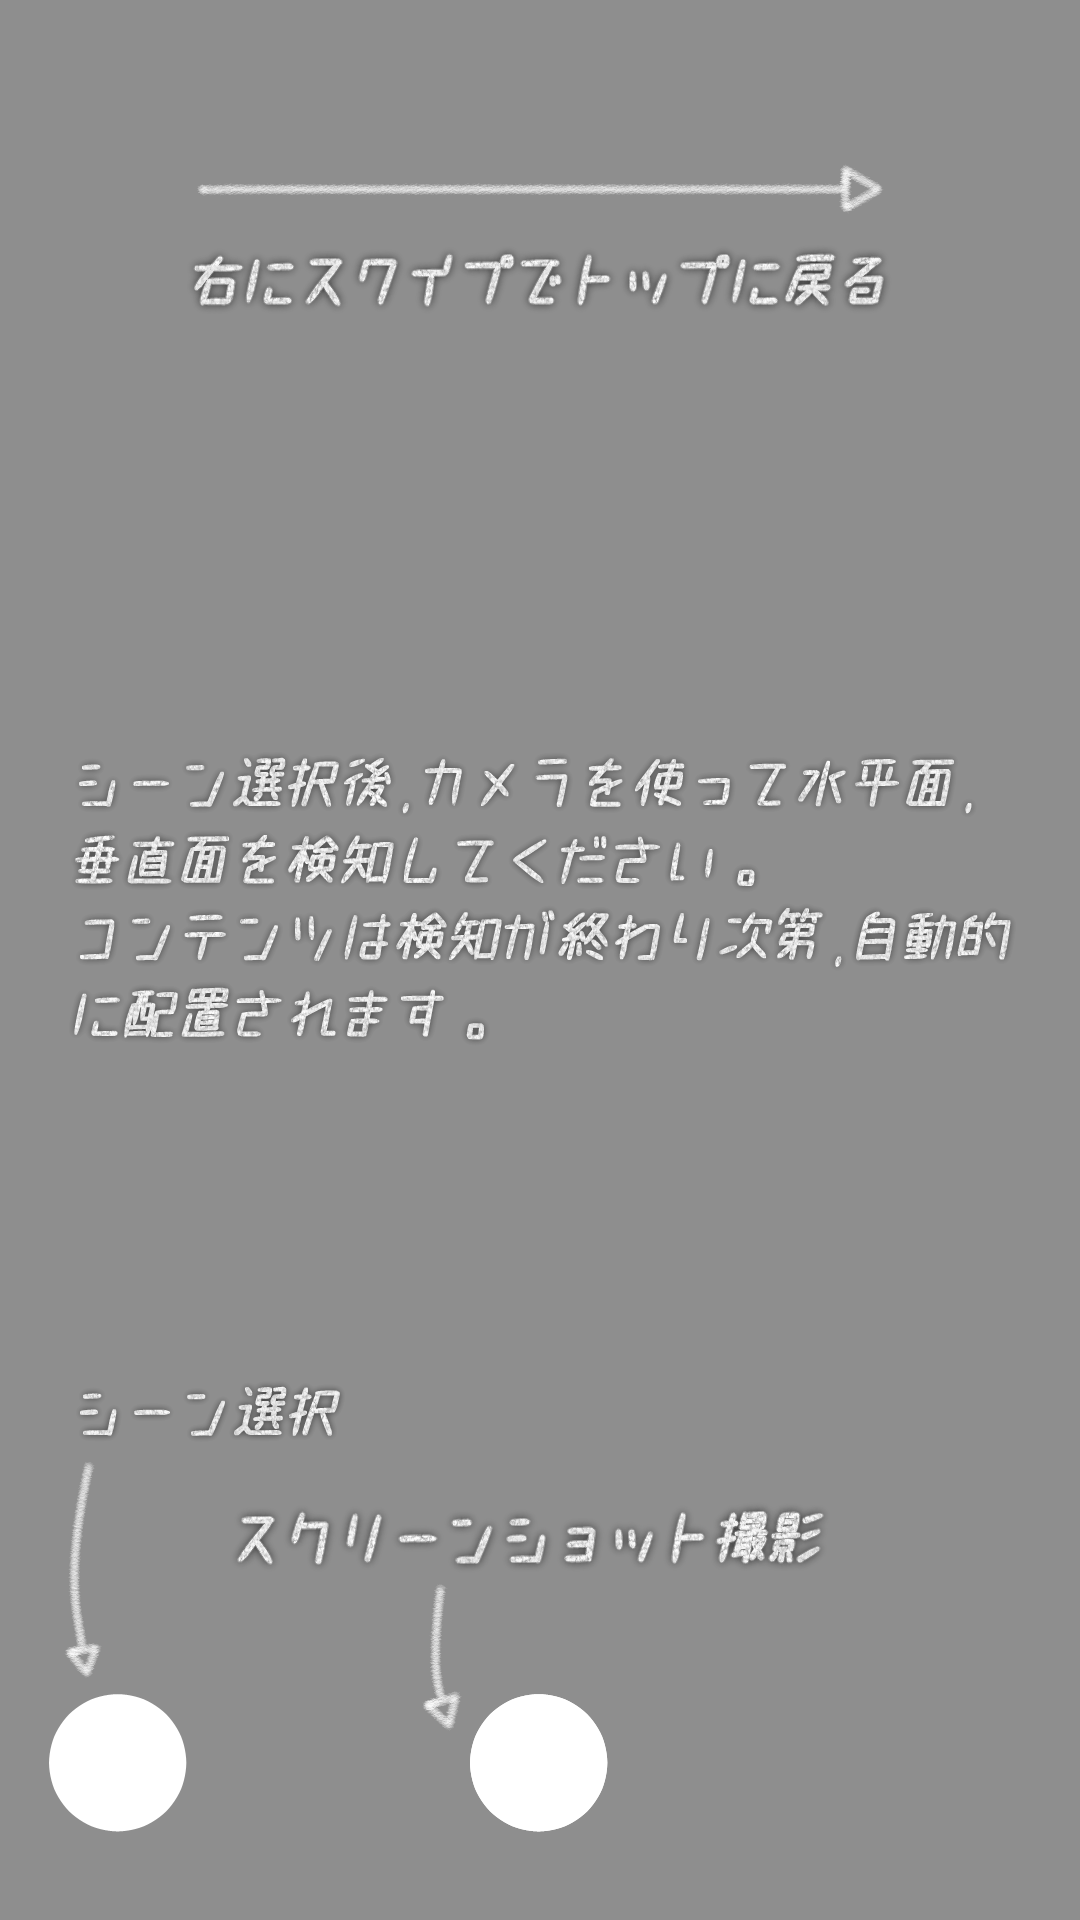 右にスワイプでトップに戻る
シーン選択後,カメラを使って水平面,
垂直面を検知してください。
コンテンツは検知が終わり次第,自動的
に配置されます。
シーン選択
スクリーンショット撮影